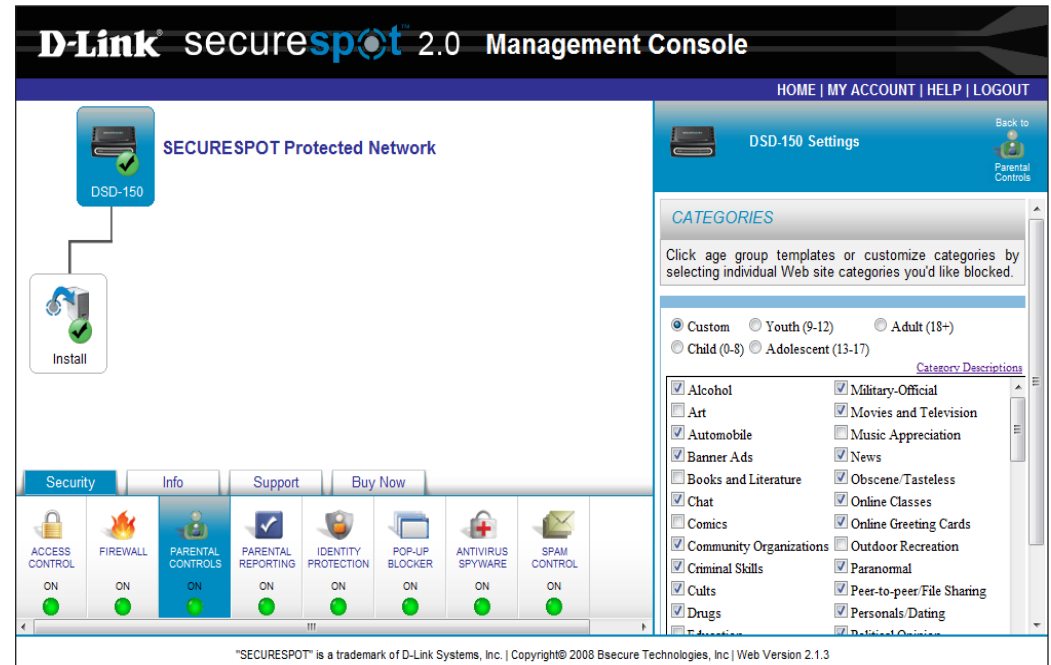 D-Link® securespot™ 2.0 Management Console
HOME | MY ACCOUNT | HELP | LOGOUT
DSD-150
SECURESPOT Protected Network
Install
DSD-150 Settings
Back to
Parental
Controls
CATEGORIES
Click age group templates or customize categories by
selecting individual Web site categories you'd like blocked.
Custom Youth (9-12) Adult (18+)
Child (0-8) Adolescent (13-17)
Category Descriptions
Alcohol Military-Official
Art Movies and Television
Automobile Music Appreciation
Banner Ads News
Books and Literature Obscene/Tasteless
Chat Online Classes
Comics Online Greeting Cards
Community Organizations Outdoor Recreation
Criminal Skills Paranormal
Cults Peer-to-peer/File Sharing
Drugs Personals/Dating
Education Political Opinion
Security Info Support Buy Now
ACCESS
CONTROL
ON
FIREWALL
ON
PARENTAL
CONTROLS
ON
PARENTAL
REPORTING
ON
IDENTITY
PROTECTION
ON
POP-UP
BLOCKER
ON
ANTIVIRUS
SPYWARE
ON
SPAM
CONTROL
ON
"SECURESPOT" is a trademark of D-Link Systems, Inc. | Copyright© 2008 Bsecure Technologies, Inc | Web Version 2.1.3